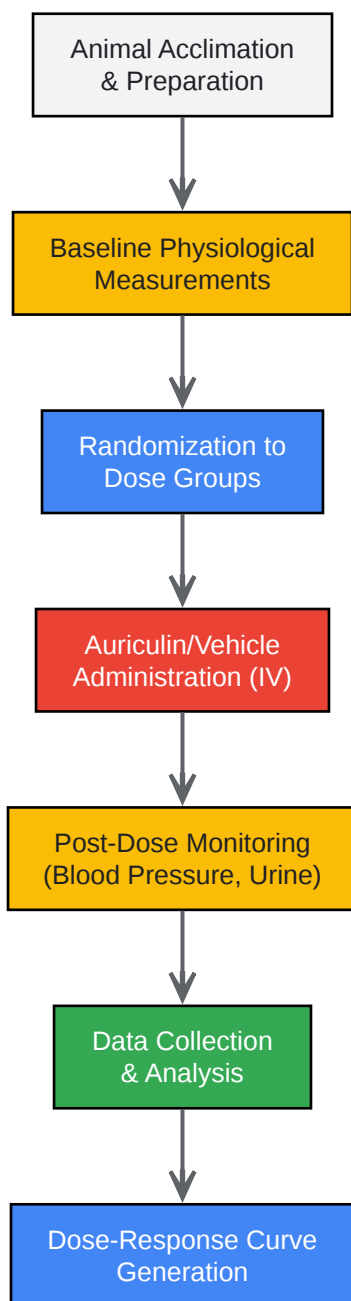 Animal Acclimation
& Preparation
Baseline Physiological
Measurements
Randomization to
Dose Groups
Auriculin/Vehicle
Administration (IV)
Post-Dose Monitoring
(Blood Pressure, Urine)
Data Collection
& Analysis
Dose-Response Curve
Generation